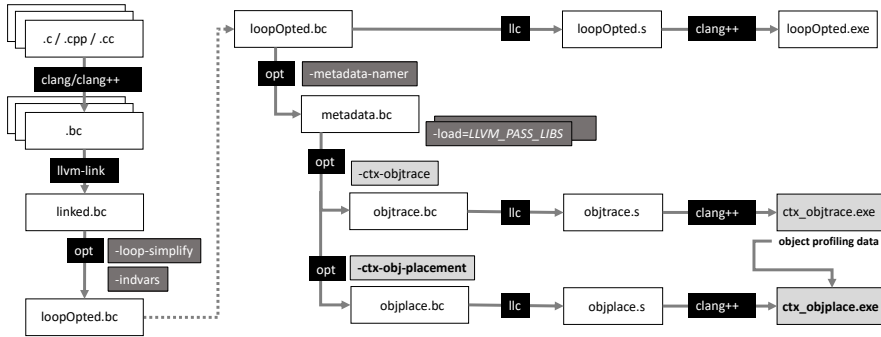 .c / .cpp / .cc
clang/clang++
.bc
llvm-link
linked.bc
opt
-loop-simplify
-indvars
loopOpted.bc
loopOpted.bc
llc
loopOpted.s
clang++
loopOpted.exe
opt
-metadata-namer
metadata.bc
-load=LLVM_PASS_LIBS
opt
-ctx-objtrace
objtrace.bc
llc
objtrace.s
clang++
ctx_objtrace.exe
object profiling data
opt
-ctx-obj-placement
objplace.bc
llc
objplace.s
clang++
ctx_objplace.exe